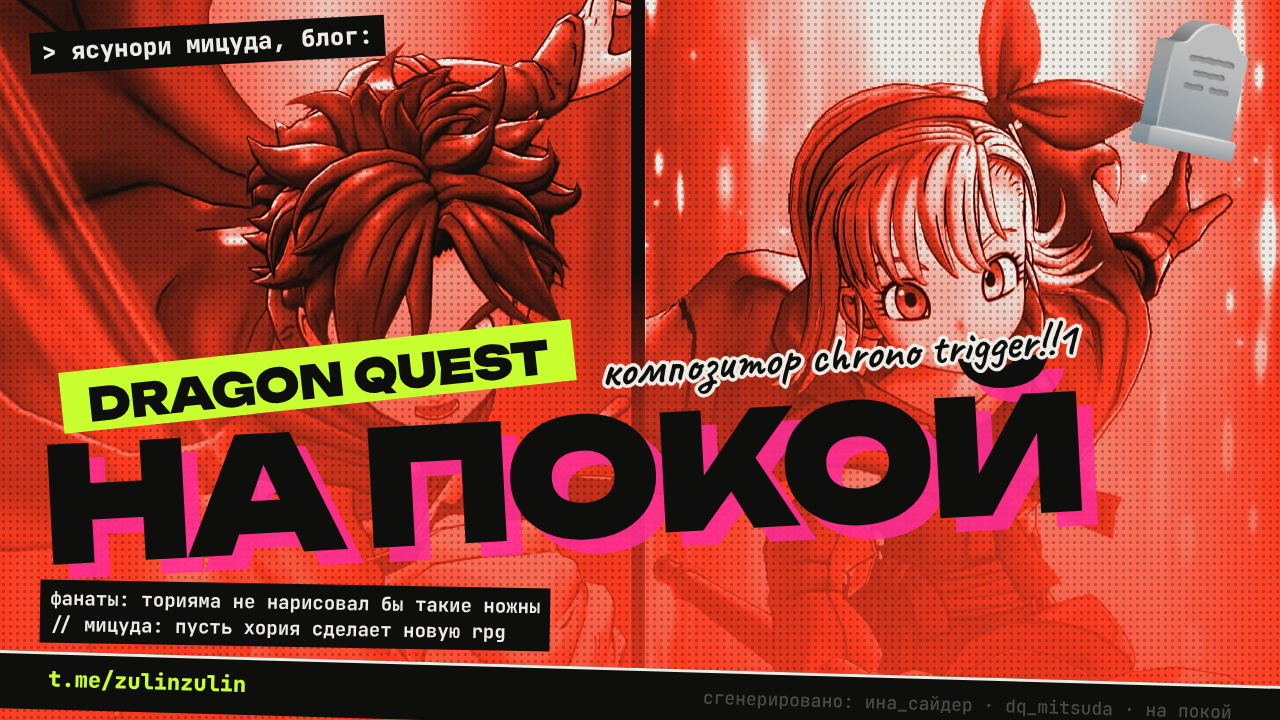 > ясунори мицуда, блог:
DRAGON QUEST
композитор chrono trigger!!1
НА ПОКОЙ
фанаты: торияма не нарисовал бы такие ножны
// мицуда: пусть хория сделает новую rpg
t.me/zulinzulin
сгенерировано: ина_сайдер · dq_mitsuda · на покой